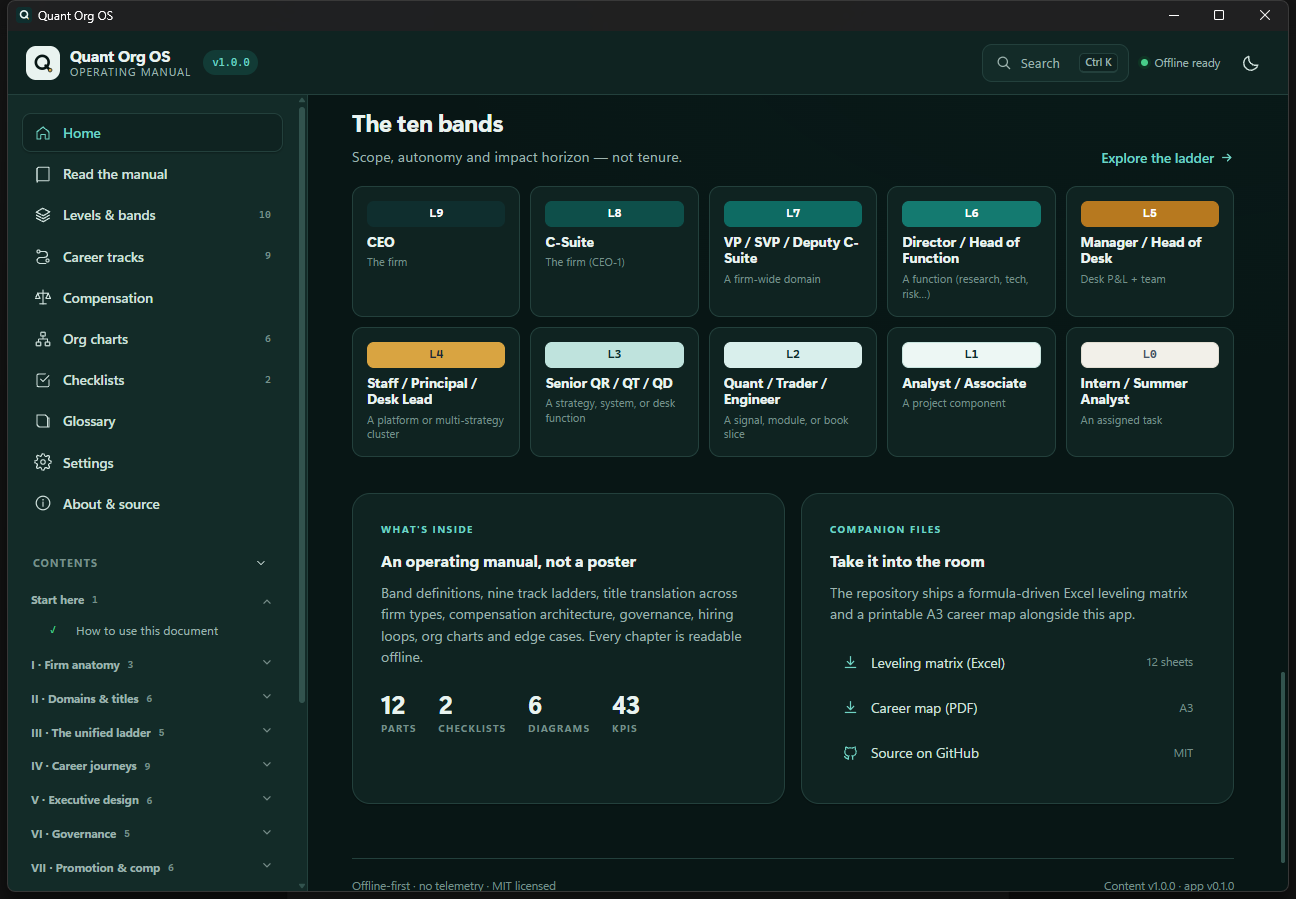 Quant Org OS
Quant Org OS
OPERATING MANUAL
v1.0.0
Search
Ctrl K
Offline ready
Home
Read the manual
Levels & bands 10
Career tracks 9
Compensation
Org charts 6
Checklists 2
Glossary
Settings
About & source
CONTENTS
Start here 1
How to use this document
I · Firm anatomy 3
II · Domains & titles 6
III · The unified ladder 5
IV · Career journeys 9
V · Executive design 6
VI · Governance 5
VII · Promotion & comp 6
The ten bands
Scope, autonomy and impact horizon — not tenure.
Explore the ladder →
L9
CEO
The firm
L8
C-Suite
The firm (CEO-1)
L7
VP / SVP / Deputy C-
Suite
A firm-wide domain
L6
Director / Head of
Function
A function (research, tech,
risk...)
L5
Manager / Head of
Desk
Desk P&L + team
L4
Staff / Principal /
Desk Lead
A platform or multi-strategy
cluster
L3
Senior QR / QT / QD
A strategy, system, or desk
function
L2
Quant / Trader /
Engineer
A signal, module, or book
slice
L1
Analyst / Associate
A project component
L0
Intern / Summer
Analyst
An assigned task
WHAT'S INSIDE
An operating manual, not a poster
Band definitions, nine track ladders, title translation across
firm types, compensation architecture, governance, hiring
loops, org charts and edge cases. Every chapter is readable
offline.
12 2 6 43
PARTS CHECKLISTS DIAGRAMS KPIS
COMPANION FILES
Take it into the room
The repository ships a formula-driven Excel leveling matrix
and a printable A3 career map alongside this app.
Leveling matrix (Excel) 12 sheets
Career map (PDF) A3
Source on GitHub MIT
Offline-first · no telemetry · MIT licensed
Content v1.0.0 · app v0.1.0